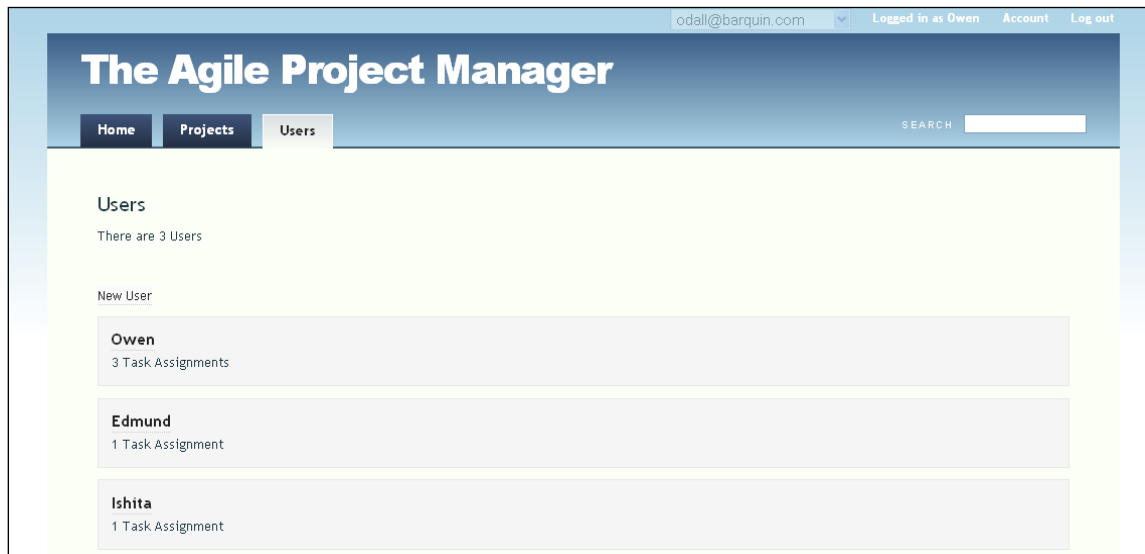 odall@barquin.com Logged in as Owen Account Log out
The Agile Project Manager
Home Projects Users SEARCH
Users
There are 3 Users
New User
Owen
3 Task Assignments
Edmund
1 Task Assignment
Ishita
1 Task Assignment